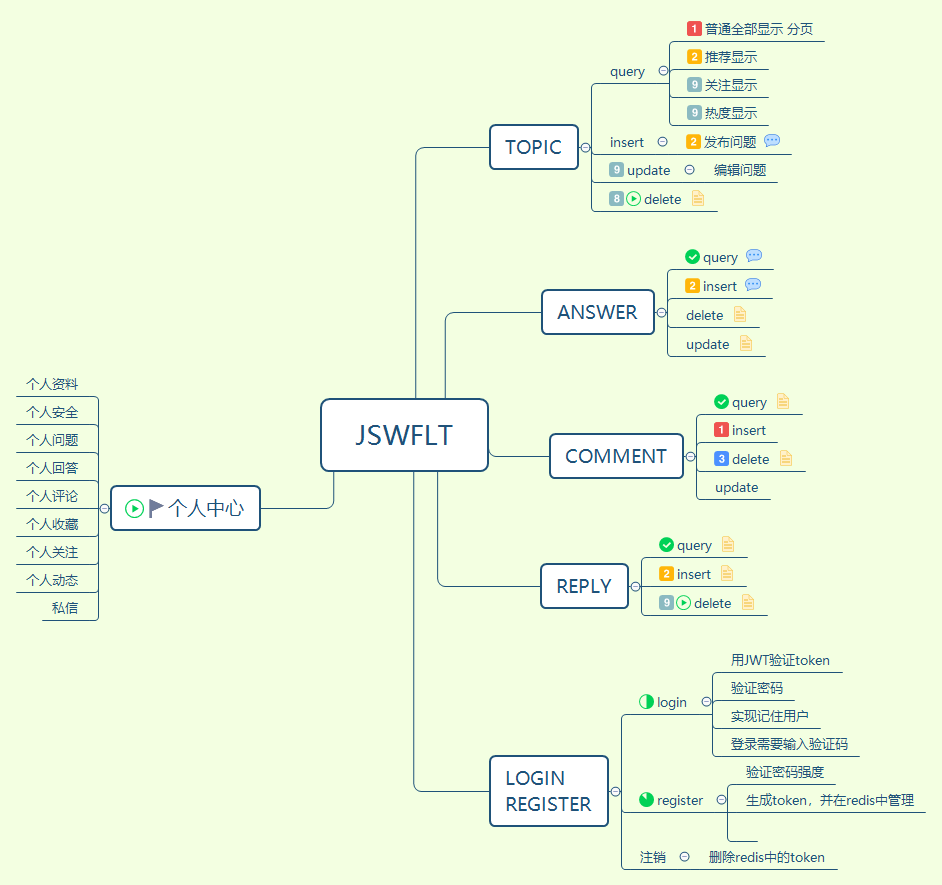 JSWFLT
TOPIC
query
1 普通全部显示 分页
2 推荐显示
9 关注显示
9 热度显示
insert
2 发布问题
9 update
编辑问题
8 delete
ANSWER
query
2 insert
delete
update
COMMENT
query
1 insert
3 delete
update
REPLY
query
2 insert
9 delete
LOGIN
REGISTER
login
用JWT验证token
验证密码
实现记住用户
登录需要输入验证码
register
验证密码强度
生成token，并在redis中管理
注销
删除redis中的token
个人中心
个人资料
个人安全
个人问题
个人回答
个人评论
个人收藏
个人关注
个人动态
私信